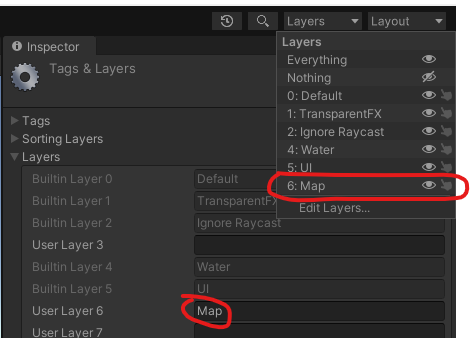 Layers
Layout
Inspector
Tags & Layers
Tags
Sorting Layers
Layers
Builtin Layer 0 Default
Builtin Layer 1 TransparentFX
Builtin Layer 2 Ignore Raycast
User Layer 3
Builtin Layer 4 Water
Builtin Layer 5 UI
User Layer 6 Map
User Layer 7
Layers
Everything
Nothing
0: Default
1: TransparentFX
2: Ignore Raycast
4: Water
5: UI
6: Map
Edit Layers...